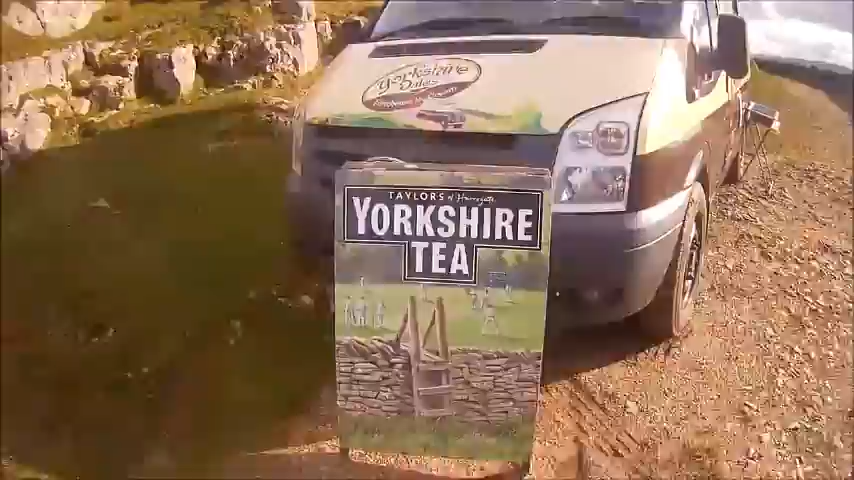 Yorkshire
Dales
TAYLORS of Harrogate
YORKSHIRE
TEA